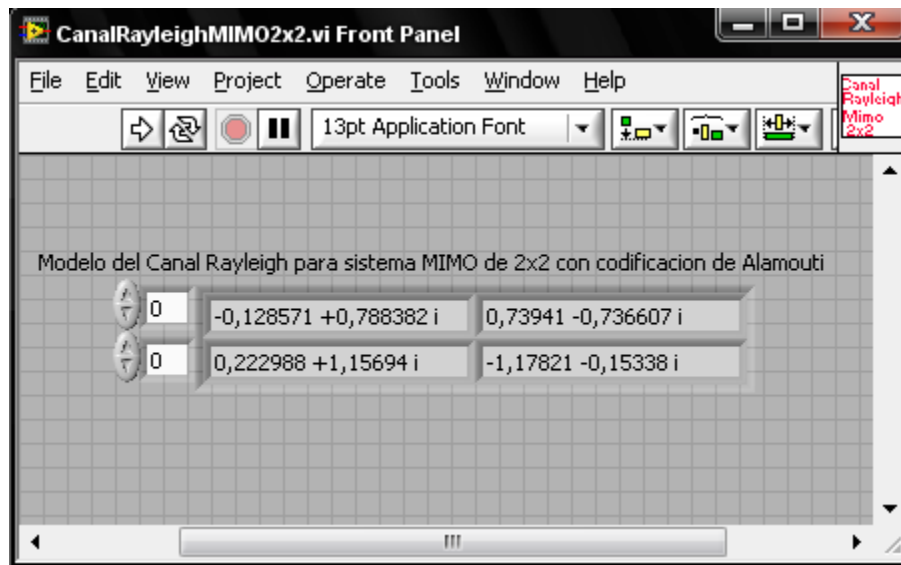 CanalRayleighMIMO2x2.vi Front Panel
File Edit View Project Operate Tools Window Help
Canal
Rayleigh
Mimo
2x2
13pt Application Font
Modelo del Canal Rayleigh para sistema MIMO de 2x2 con codificacion de Alamouti
0 -0,128571 +0,788382 i 0,73941 -0,736607 i
0 0,222988 +1,15694 i -1,17821 -0,15338 i